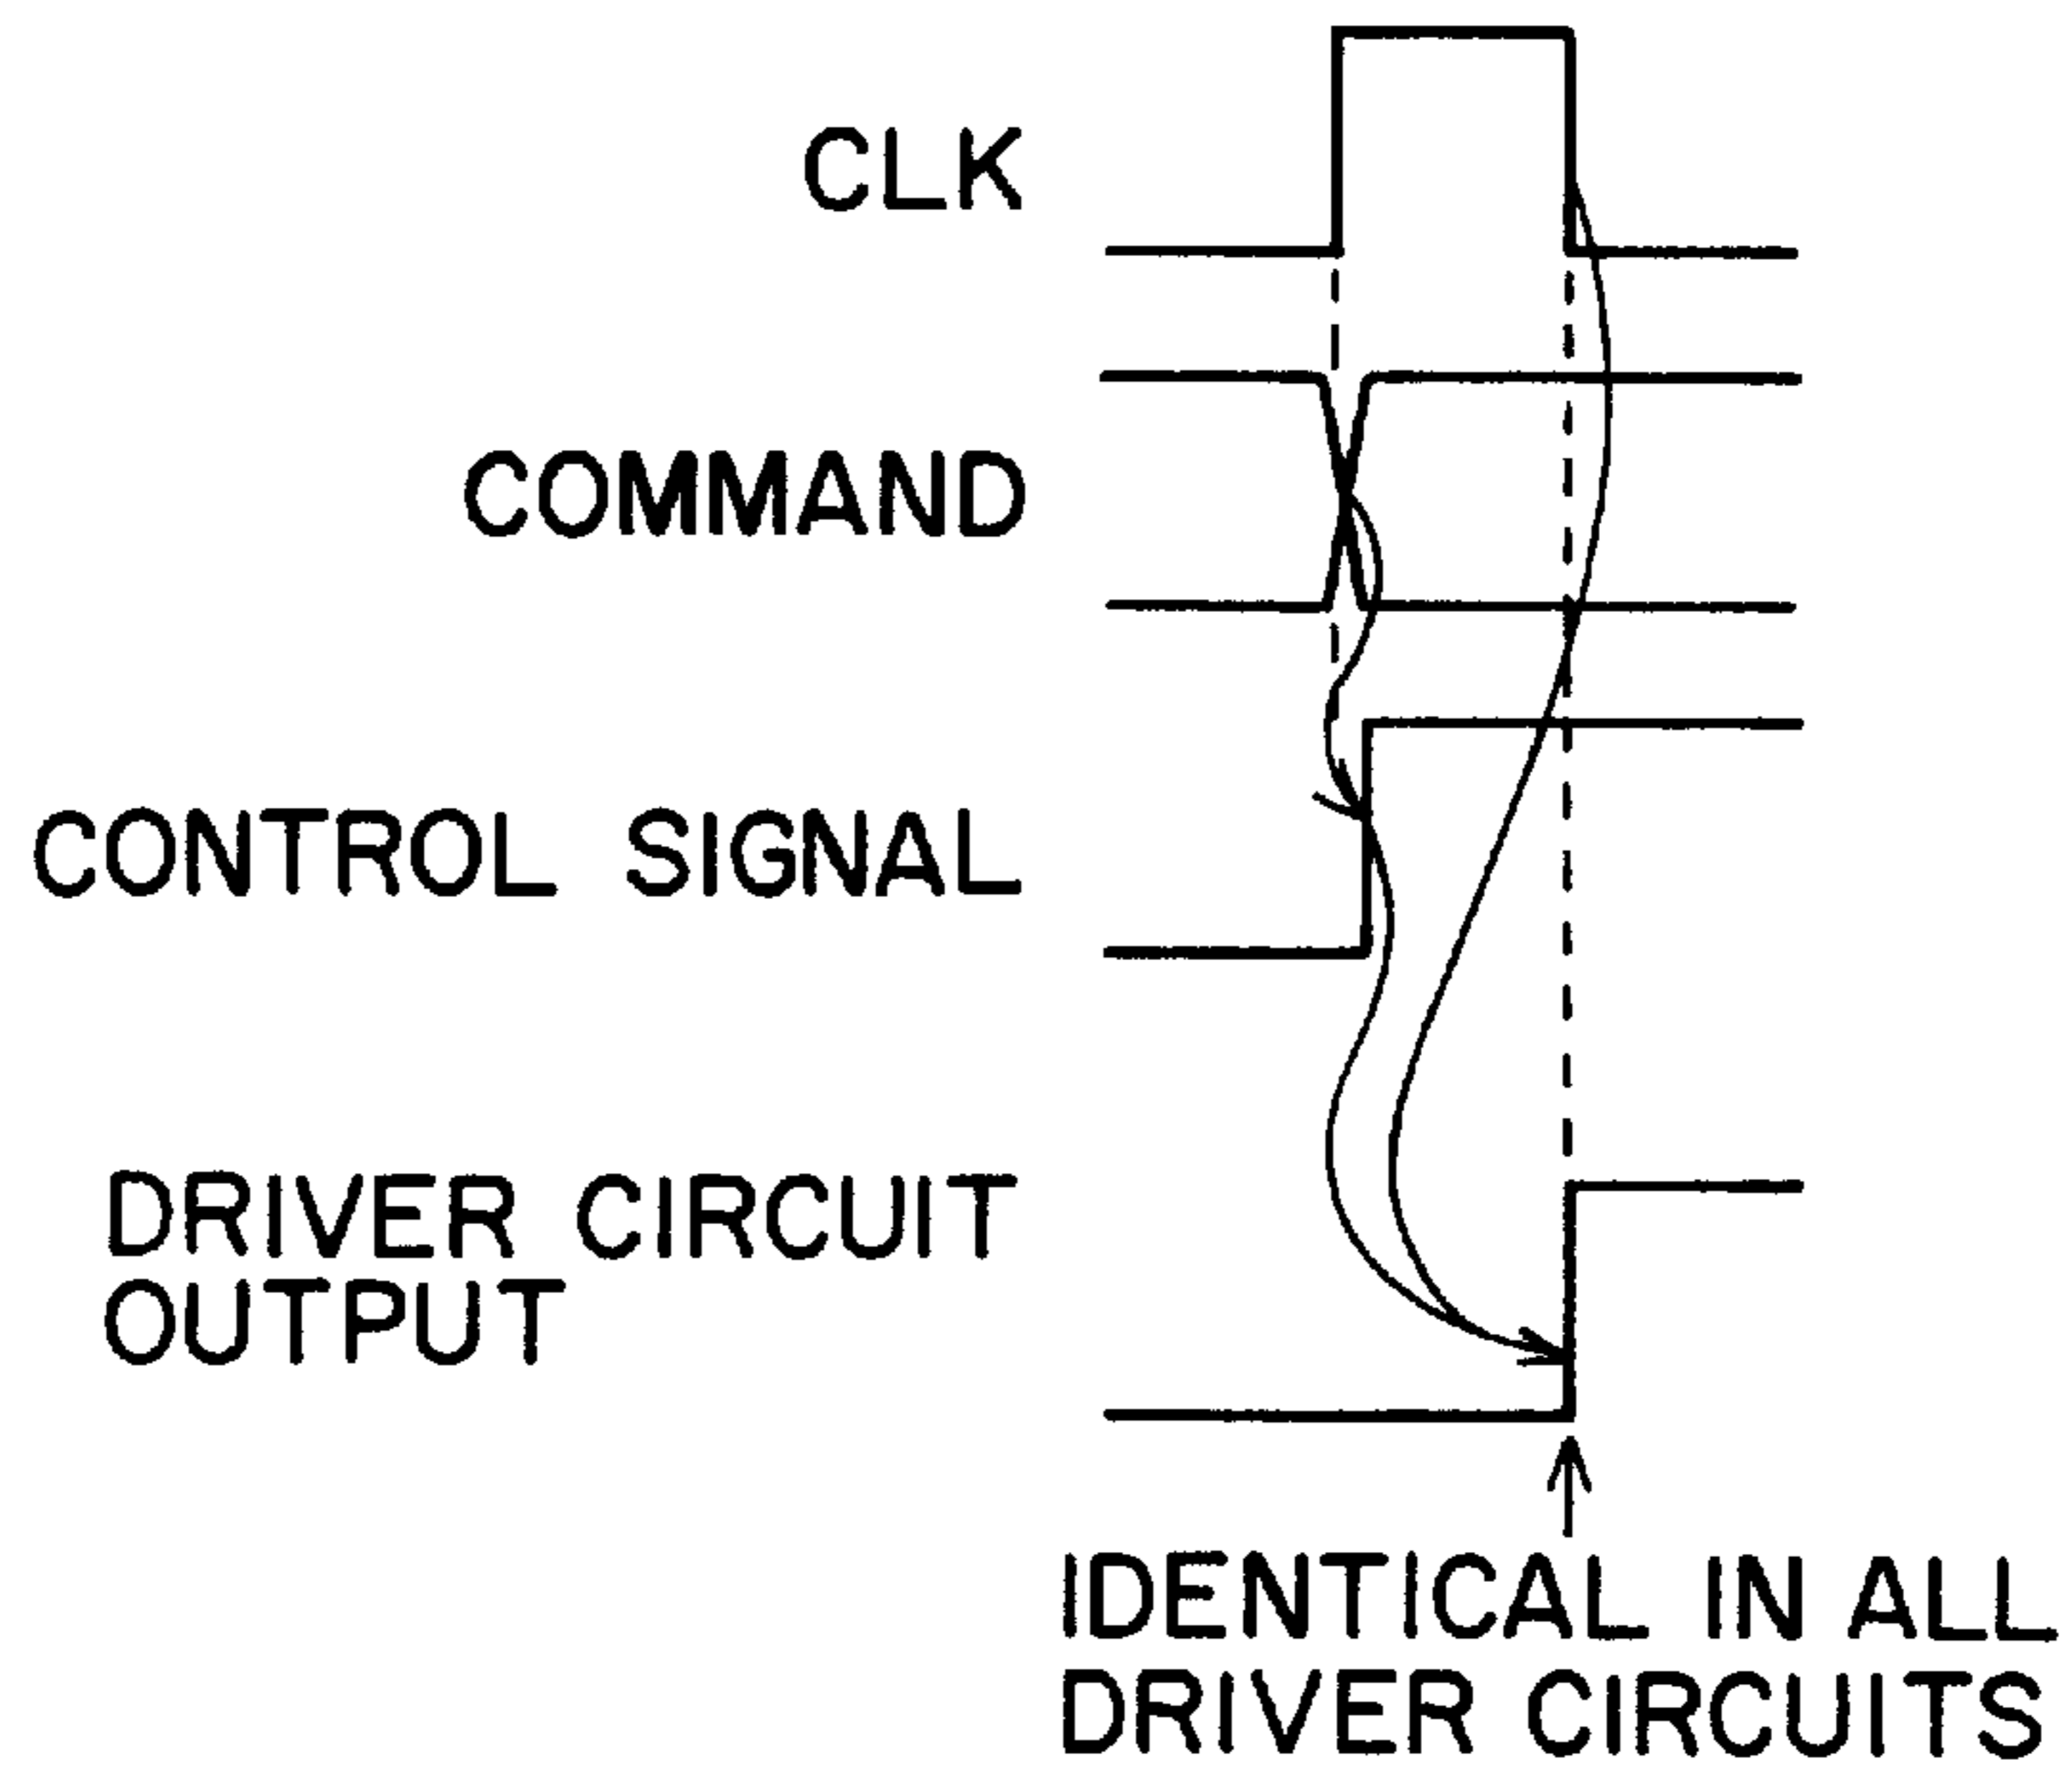 CLK
COMMAND
CONTROL SIGNAL
DRIVER CIRCUIT
OUTPUT
IDENTICAL IN ALL
DRIVER CIRCUITS